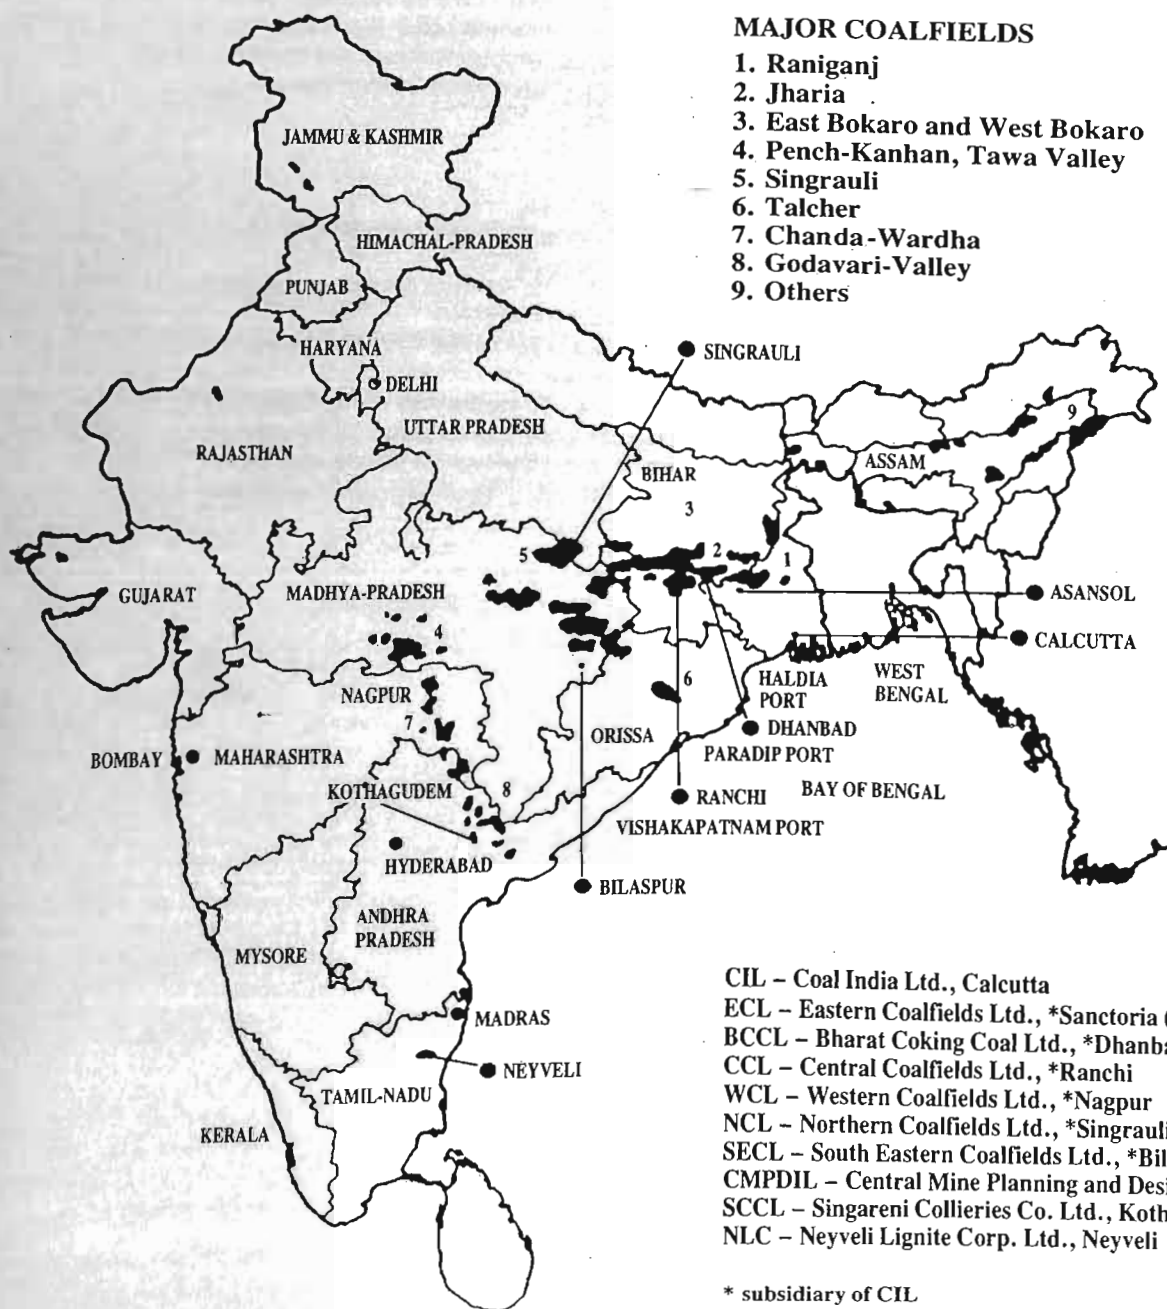 MAJOR COALFIELDS
1. Raniganj
2. Jharia
3. East Bokaro and West Bokaro
4. Pench-Kanhan, Tawa Valley
5. Singrauli
6. Talcher
7. Chanda-Wardha
8. Godavari-Valley
9. Others
JAMMU & KASHMIR
HIMACHAL-PRADESH
PUNJAB
HARYANA
DELHI
SINGRAULI
UTTAR PRADESH
RAJASTHAN
BIHAR
ASSAM
9
3
5
2
1
GUJARAT
MADHYA-PRADESH
ASANSOL
4
CALCUTTA
NAGPUR
6
HALDIA
PORT
WEST
BENGAL
7
ORISSA
DHANBAD
BOMBAY
MAHARASHTRA
PARADIP PORT
KOTHAGUDEM
8
RANCHI
BAY OF BENGAL
VISHAKAPATNAM PORT
HYDERABAD
BILASPUR
ANDHRA
PRADESH
MYSORE
MADRAS
NEYVELI
TAMIL-NADU
KERALA
CIL – Coal India Ltd., Calcutta
ECL – Eastern Coalfields Ltd., *Sanctoria (
BCCL – Bharat Coking Coal Ltd., *Dhanba
CCL – Central Coalfields Ltd., *Ranchi
WCL – Western Coalfields Ltd., *Nagpur
NCL – Northern Coalfields Ltd., *Singrauli
SECL – South Eastern Coalfields Ltd., *Bil
CMPDIL – Central Mine Planning and Desi
SCCL – Singareni Collieries Co. Ltd., Koth
NLC – Neyveli Lignite Corp. Ltd., Neyveli
* subsidiary of CIL